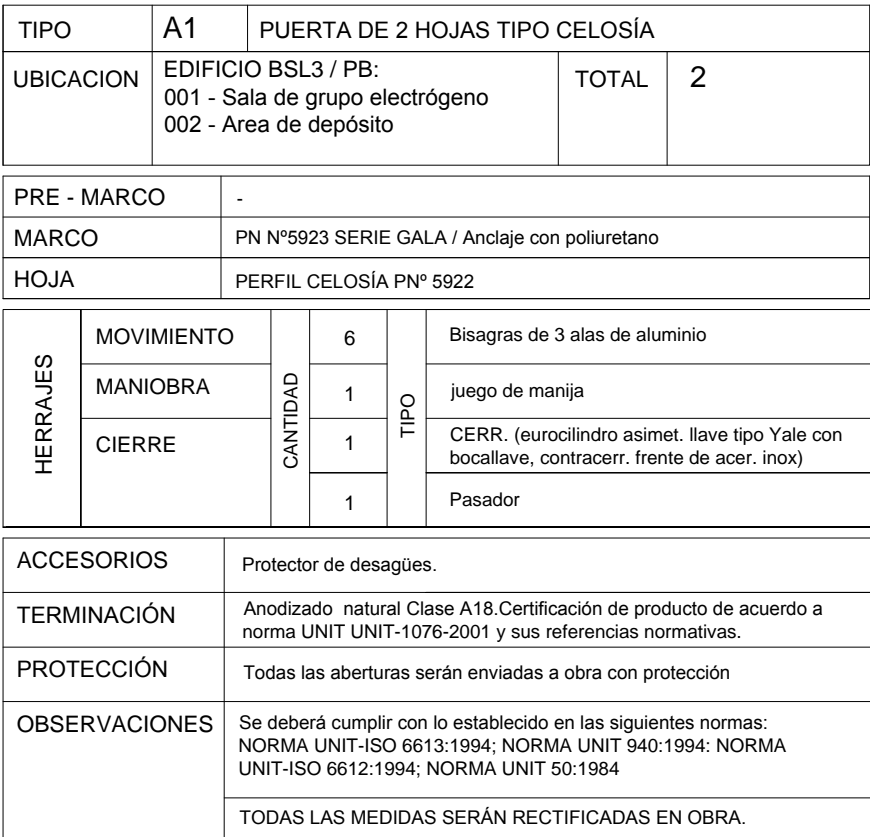 TIPO A1 PUERTA DE 2 HOJAS TIPO CELOSÍA
UBICACION EDIFICIO BSL3 / PB: TOTAL 2
001 - Sala de grupo electrógeno
002 - Area de depósito
PRE - MARCO -
MARCO PN Nº5923 SERIE GALA / Anclaje con poliuretano
HOJA PERFIL CELOSÍA PNº 5922
HERRAJES
MOVIMIENTO CANTIDAD 6 TIPO Bisagras de 3 alas de aluminio
MANIOBRA 1 juego de manija
CIERRE 1 CERR. (eurocilindro asimet. llave tipo Yale con
bocallave, contracerr. frente de acer. inox)
1 Pasador
ACCESORIOS Protector de desagües.
TERMINACIÓN Anodizado natural Clase A18.Certificación de producto de acuerdo a
norma UNIT UNIT-1076-2001 y sus referencias normativas.
PROTECCIÓN Todas las aberturas serán enviadas a obra con protección
OBSERVACIONES Se deberá cumplir con lo establecido en las siguientes normas:
NORMA UNIT-ISO 6613:1994; NORMA UNIT 940:1994: NORMA
UNIT-ISO 6612:1994; NORMA UNIT 50:1984
TODAS LAS MEDIDAS SERÁN RECTIFICADAS EN OBRA.